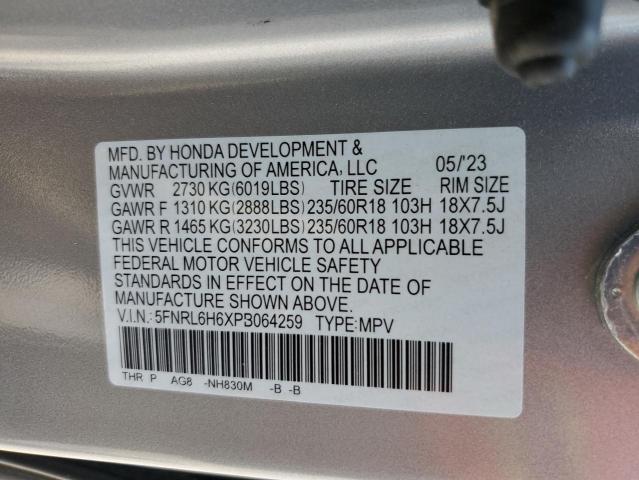 MFD. BY HONDA DEVELOPMENT &
MANUFACTURING OF AMERICA, LLC 05/'23
GVWR 2730 KG(6019LBS) TIRE SIZE RIM SIZE
GAWR F 1310 KG(2888LBS) 235/60R18 103H 18X7.5J
GAWR R 1465 KG(3230LBS) 235/60R18 103H 18X7.5J
THIS VEHICLE CONFORMS TO ALL APPLICABLE
FEDERAL MOTOR VEHICLE SAFETY
STANDARDS IN EFFECT ON THE DATE OF
MANUFACTURE SHOWN ABOVE.
V.I.N.: 5FNRL6H6XPB064259 TYPE:MPV
THR P AG8 -NH830M -B -B